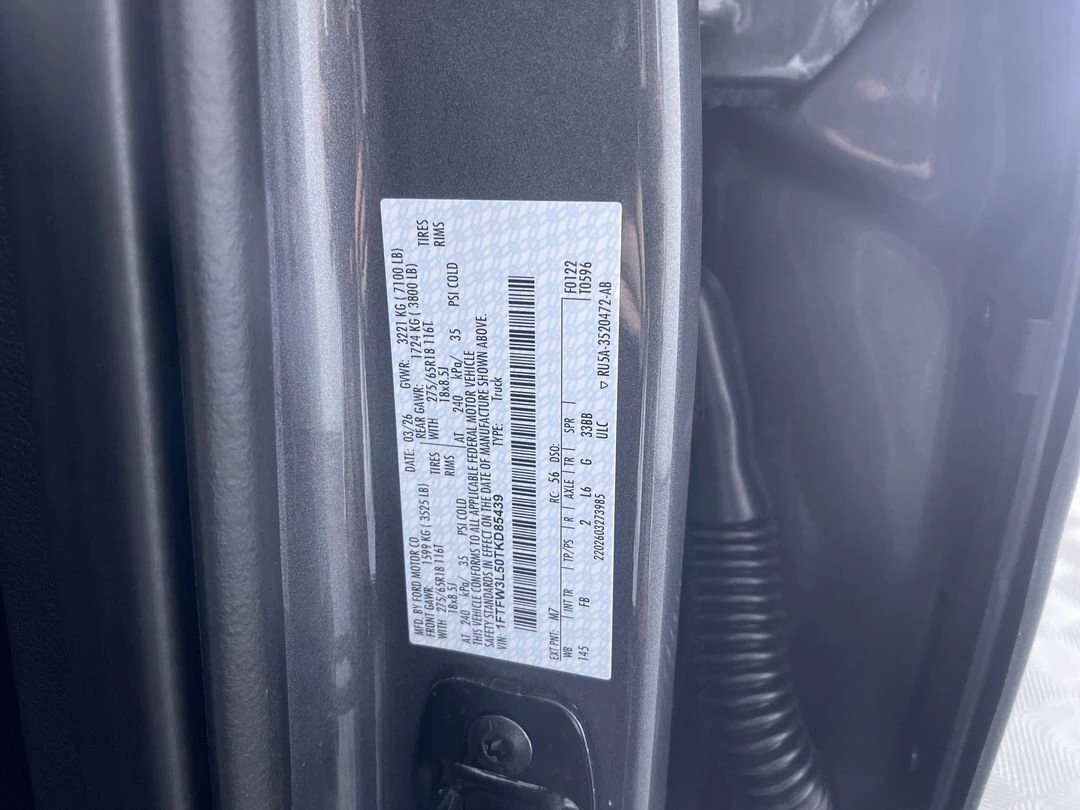 MFD. BY FORD MOTOR CO.
DATE: 03/26 GVWR: 3221 KG ( 7100 LB)
FRONT GAWR: 1599 KG ( 3525 LB) REAR GAWR: 1724 KG ( 3800 LB)
WITH 275/65R18 116T TIRES WITH 275/65R18 116T TIRES
18x8.5J RIMS 18x8.5J RIMS
AT 240 kPa/ 35 PSI COLD AT 240 kPa/ 35 PSI COLD
THIS VEHICLE CONFORMS TO ALL APPLICABLE FEDERAL MOTOR VEHICLE
SAFETY STANDARDS IN EFFECT ON THE DATE OF MANUFACTURE SHOWN ABOVE.
VIN: 1FTFW3L50TKD85439 TYPE: Truck
EXT PNT: M7 RC: 56 DSO: F0122
WB | INT TR | TP/PS | R | AXLE | TR | SPR | T0596
145 FB 2 L6 G 33BB
2202603273985 ULC ▽ RU5A-3520472-AB